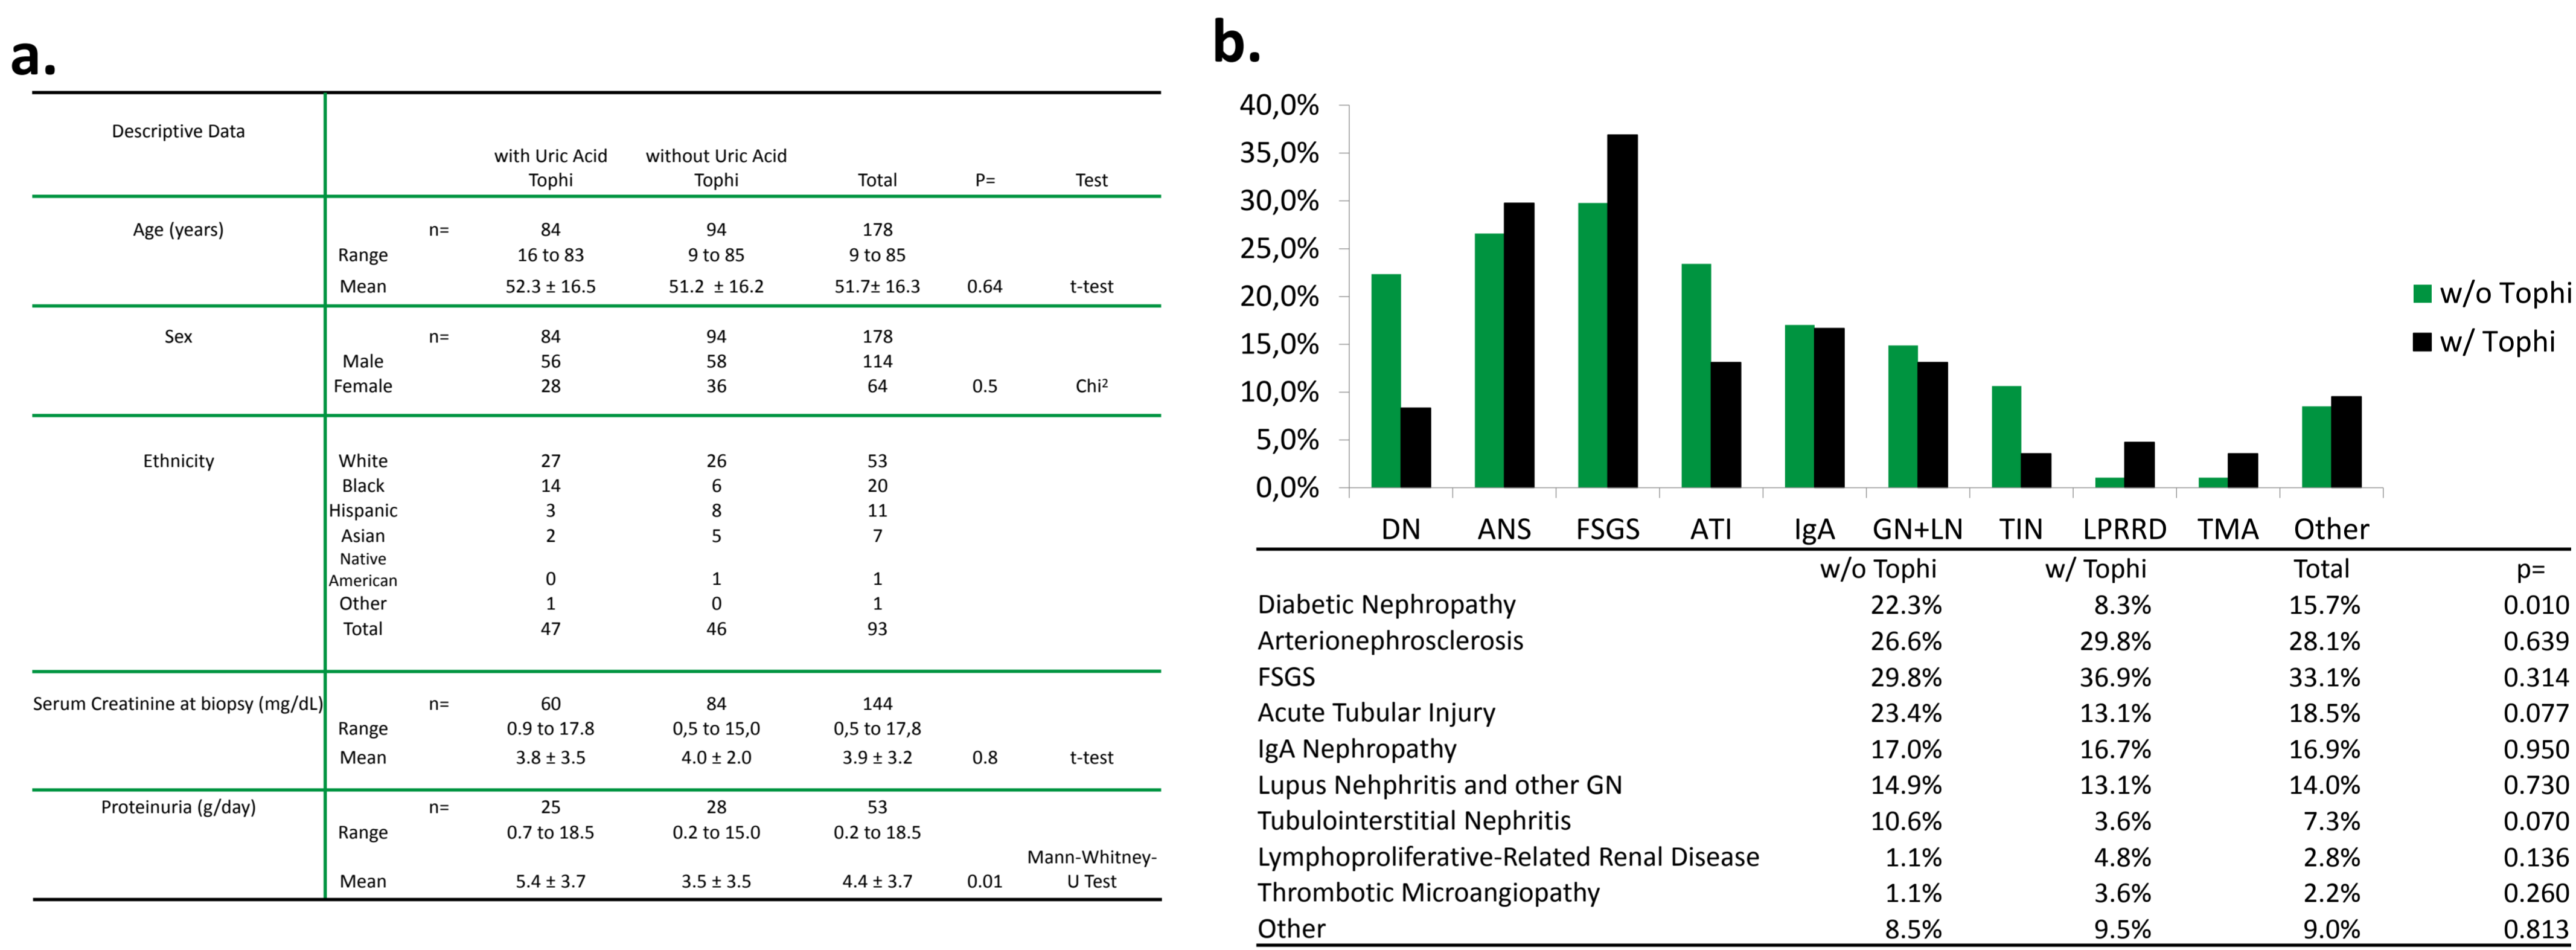 a.
Descriptive Data
with Uric Acid Tophi without Uric Acid Tophi Total P= Test
Age (years) n= 84 94 178
Range 16 to 83 9 to 85 9 to 85
Mean 52.3 ± 16.5 51.2 ± 16.2 51.7± 16.3 0.64 t-test
Sex n= 84 94 178
Male 56 58 114
Female 28 36 64 0.5 Chi²
Ethnicity White 27 26 53
Black 14 6 20
Hispanic 3 8 11
Asian 2 5 7
Native
American 0 1 1
Other 1 0 1
Total 47 46 93
Serum Creatinine at biopsy (mg/dL) n= 60 84 144
Range 0.9 to 17.8 0,5 to 15,0 0,5 to 17,8
Mean 3.8 ± 3.5 4.0 ± 2.0 3.9 ± 3.2 0.8 t-test
Proteinuria (g/day) n= 25 28 53
Range 0.7 to 18.5 0.2 to 15.0 0.2 to 18.5
Mean 5.4 ± 3.7 3.5 ± 3.5 4.4 ± 3.7 0.01 Mann-Whitney-U Test
b.
40,0%
35,0%
30,0%
25,0%
20,0%
15,0%
10,0%
5,0%
0,0%
DN ANS FSGS ATI IgA GN+LN TIN LPRRD TMA Other
w/o Tophi
w/ Tophi
w/o Tophi w/ Tophi Total p=
Diabetic Nephropathy 22.3% 8.3% 15.7% 0.010
Arterionephrosclerosis 26.6% 29.8% 28.1% 0.639
FSGS 29.8% 36.9% 33.1% 0.314
Acute Tubular Injury 23.4% 13.1% 18.5% 0.077
IgA Nephropathy 17.0% 16.7% 16.9% 0.950
Lupus Nehphritis and other GN 14.9% 13.1% 14.0% 0.730
Tubulointerstitial Nephritis 10.6% 3.6% 7.3% 0.070
Lymphoproliferative-Related Renal Disease 1.1% 4.8% 2.8% 0.136
Thrombotic Microangiopathy 1.1% 3.6% 2.2% 0.260
Other 8.5% 9.5% 9.0% 0.813